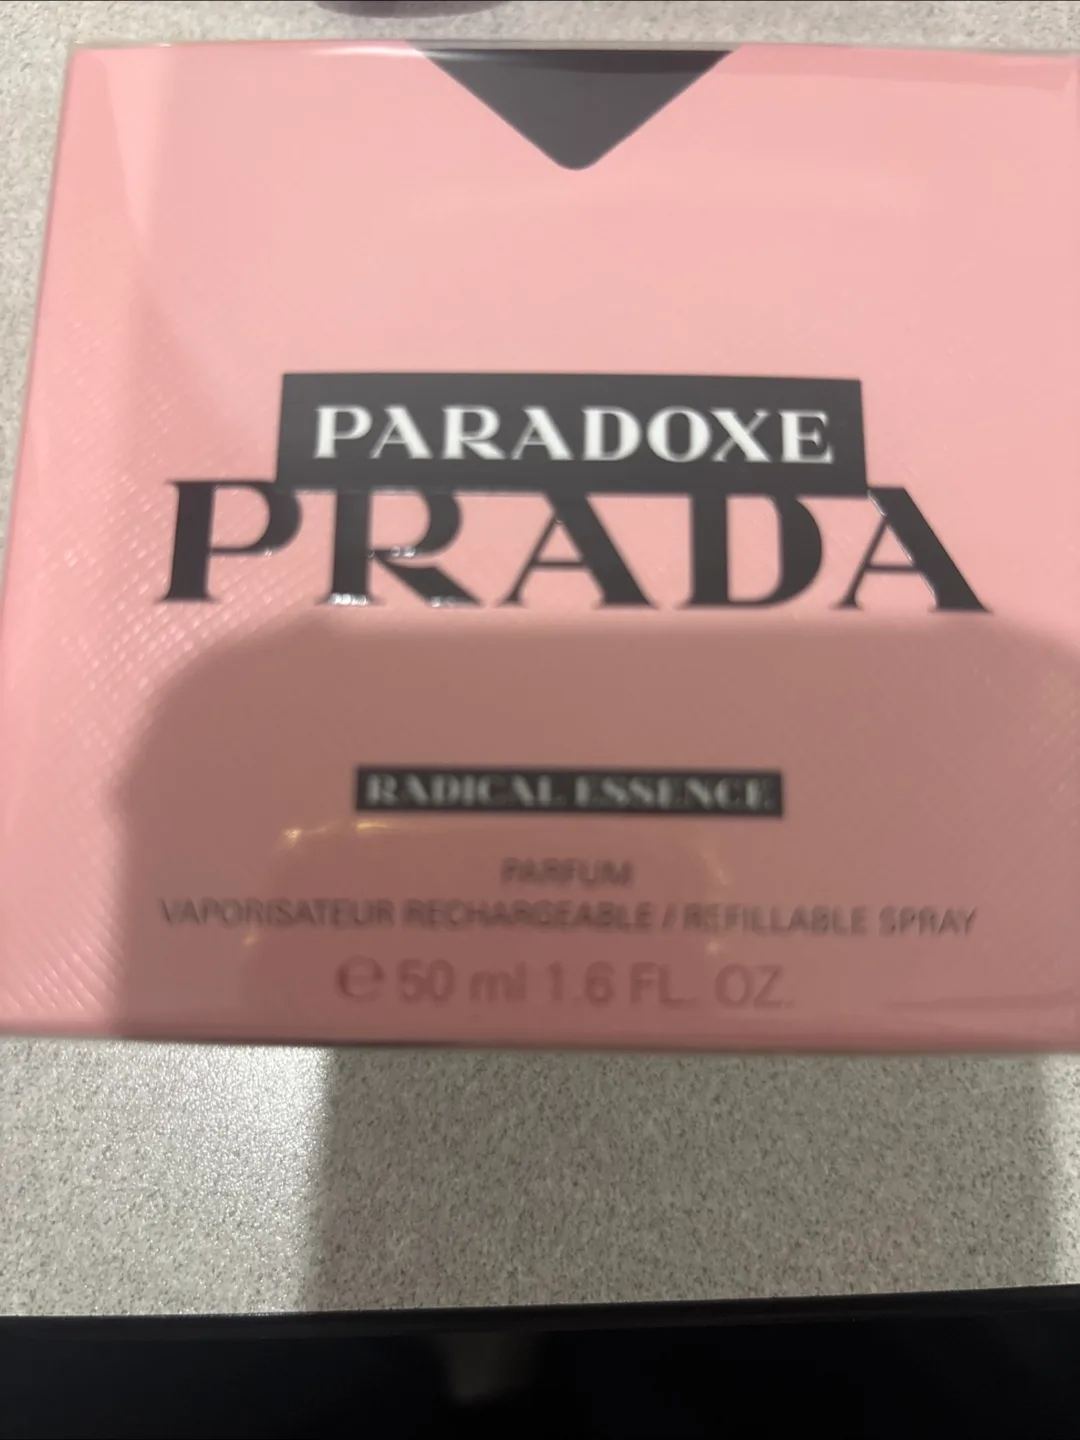 PARADOXE
PRADA
RADICAL ESSENCE
PARFUM
VAPORISATEUR RECHARGEABLE / REFILLABLE SPRAY
℮ 50 ml 1.6 FL. OZ.